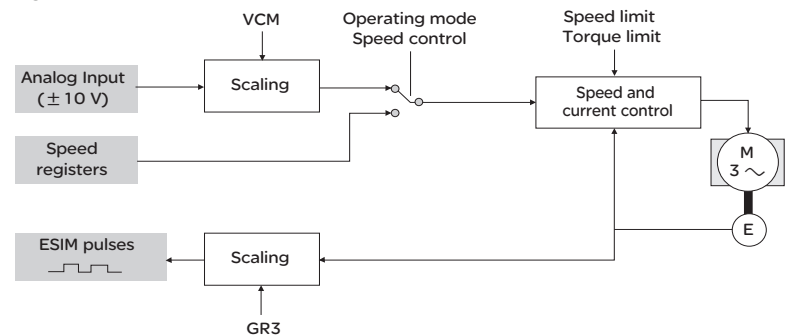 VCM
Operating mode
Speed control
Speed limit
Torque limit
Analog Input
(± 10 V)
Scaling
Speed and
current control
Speed
registers
M
3 ~
ESIM pulses
Scaling
E
GR3